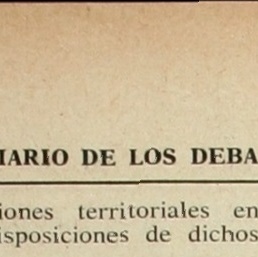 IARIO DE LOS DEBA
iones territoriales en
isposiciones de dichos